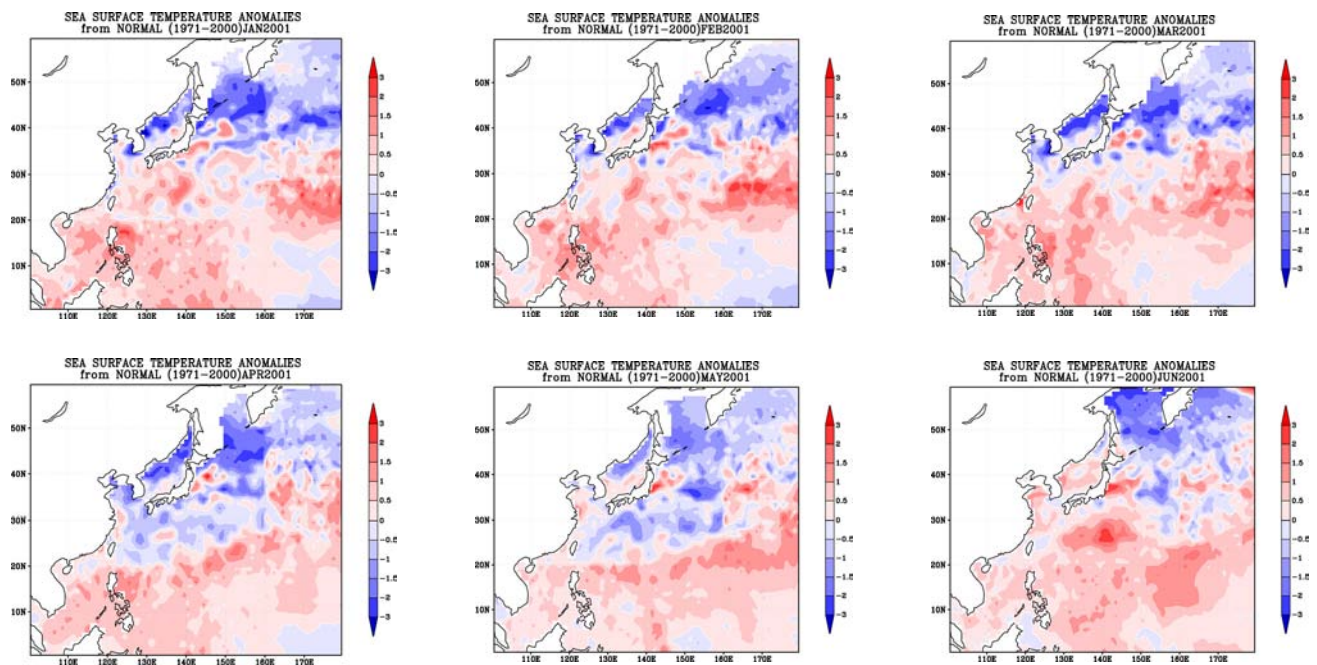 SEA SURFACE TEMPERATURE ANOMALIES
from NORMAL (1971-2000)JAN2001
50N
40N
30N
20N
10N
110E 120E 130E 140E 150E 160E 170E
3
2
1.5
1
0.5
0
-0.5
-1
-1.5
-2
-3
SEA SURFACE TEMPERATURE ANOMALIES
from NORMAL (1971-2000)FEB2001
50N
40N
30N
20N
10N
110E 120E 130E 140E 150E 160E 170E
3
2
1.5
1
0.5
0
-0.5
-1
-1.5
-2
-3
SEA SURFACE TEMPERATURE ANOMALIES
from NORMAL (1971-2000)MAR2001
50N
40N
30N
20N
10N
110E 120E 130E 140E 150E 160E 170E
3
2
1.5
1
0.5
0
-0.5
-1
-1.5
-2
-3
SEA SURFACE TEMPERATURE ANOMALIES
from NORMAL (1971-2000)APR2001
50N
40N
30N
20N
10N
110E 120E 130E 140E 150E 160E 170E
3
2
1.5
1
0.5
0
-0.5
-1
-1.5
-2
-3
SEA SURFACE TEMPERATURE ANOMALIES
from NORMAL (1971-2000)MAY2001
50N
40N
30N
20N
10N
110E 120E 130E 140E 150E 160E 170E
3
2
1.5
1
0.5
0
-0.5
-1
-1.5
-2
-3
SEA SURFACE TEMPERATURE ANOMALIES
from NORMAL (1971-2000)JUN2001
50N
40N
30N
20N
10N
110E 120E 130E 140E 150E 160E 170E
3
2
1.5
1
0.5
0
-0.5
-1
-1.5
-2
-3